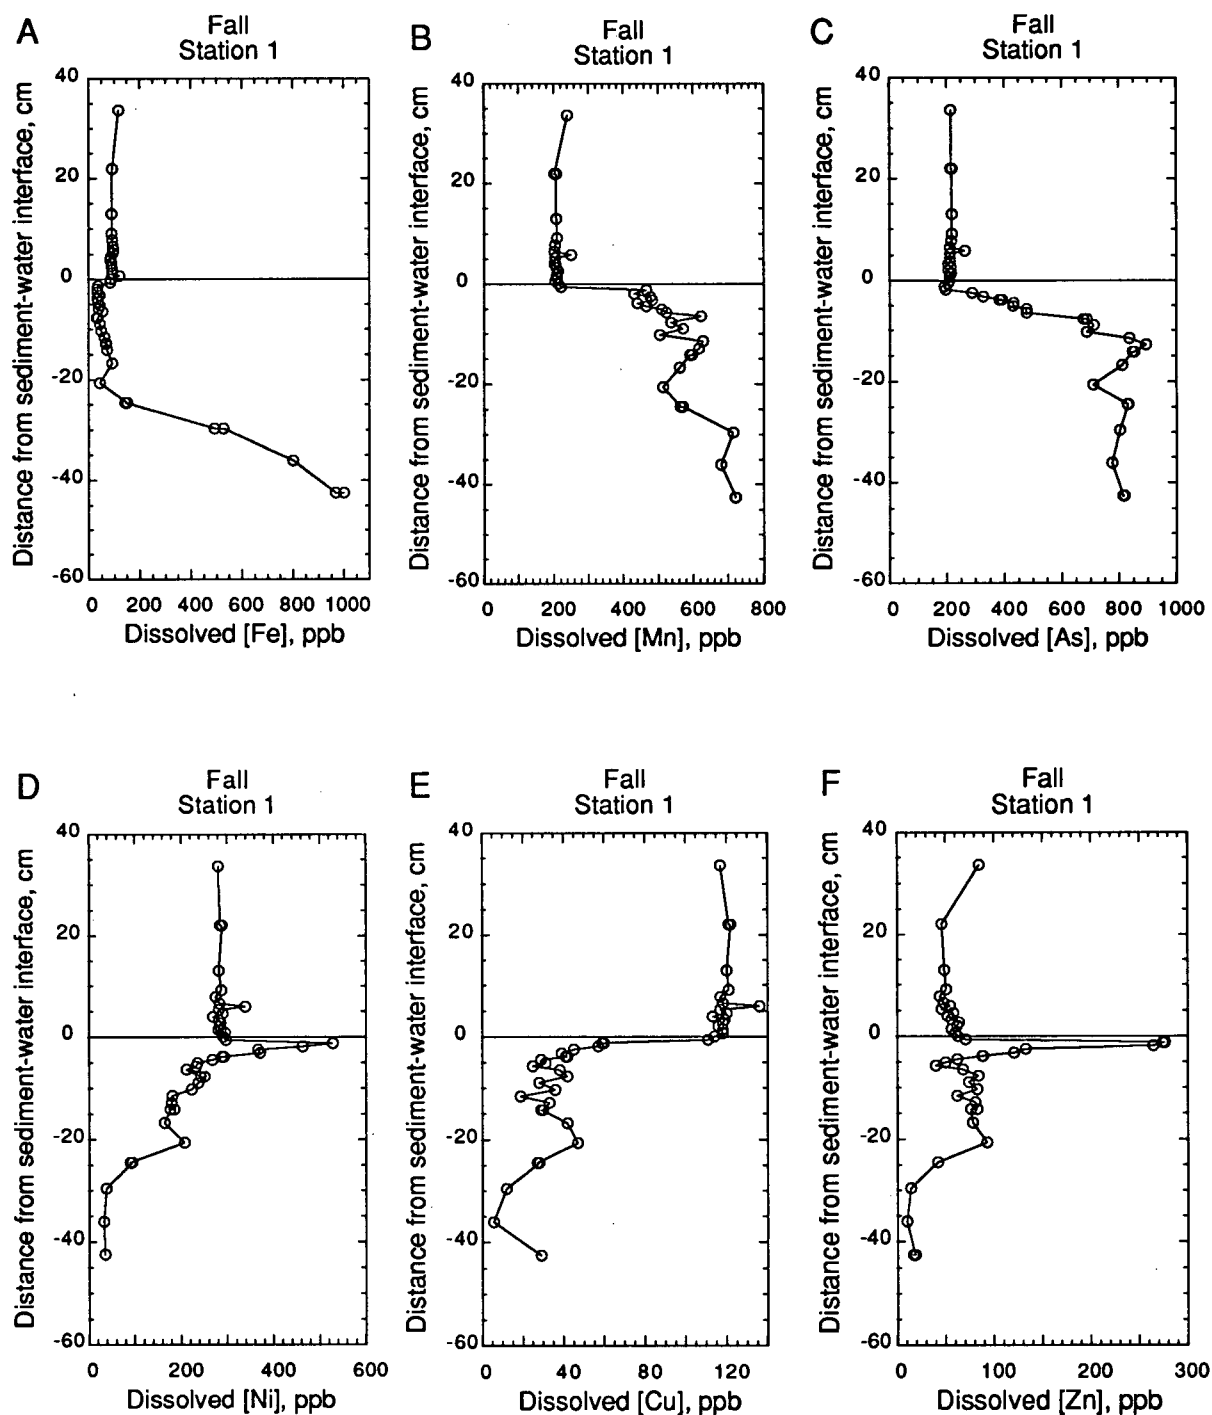 A
Fall
Station 1
Distance from sediment-water interface, cm
40
20
0
-20
-40
-60
0 200 400 600 800 1000
Dissolved [Fe], ppb
B
Fall
Station 1
Distance from sediment-water interface, cm
40
20
0
-20
-40
-60
0 200 400 600 800
Dissolved [Mn], ppb
C
Fall
Station 1
Distance from sediment-water interface, cm
40
20
0
-20
-40
-60
0 200 400 600 800 1000
Dissolved [As], ppb
D
Fall
Station 1
Distance from sediment-water interface, cm
40
20
0
-20
-40
-60
0 200 400 600
Dissolved [Ni], ppb
E
Fall
Station 1
Distance from sediment-water interface, cm
40
20
0
-20
-40
-60
0 40 80 120
Dissolved [Cu], ppb
F
Fall
Station 1
Distance from sediment-water interface, cm
40
20
0
-20
-40
-60
0 100 200 300
Dissolved [Zn], ppb